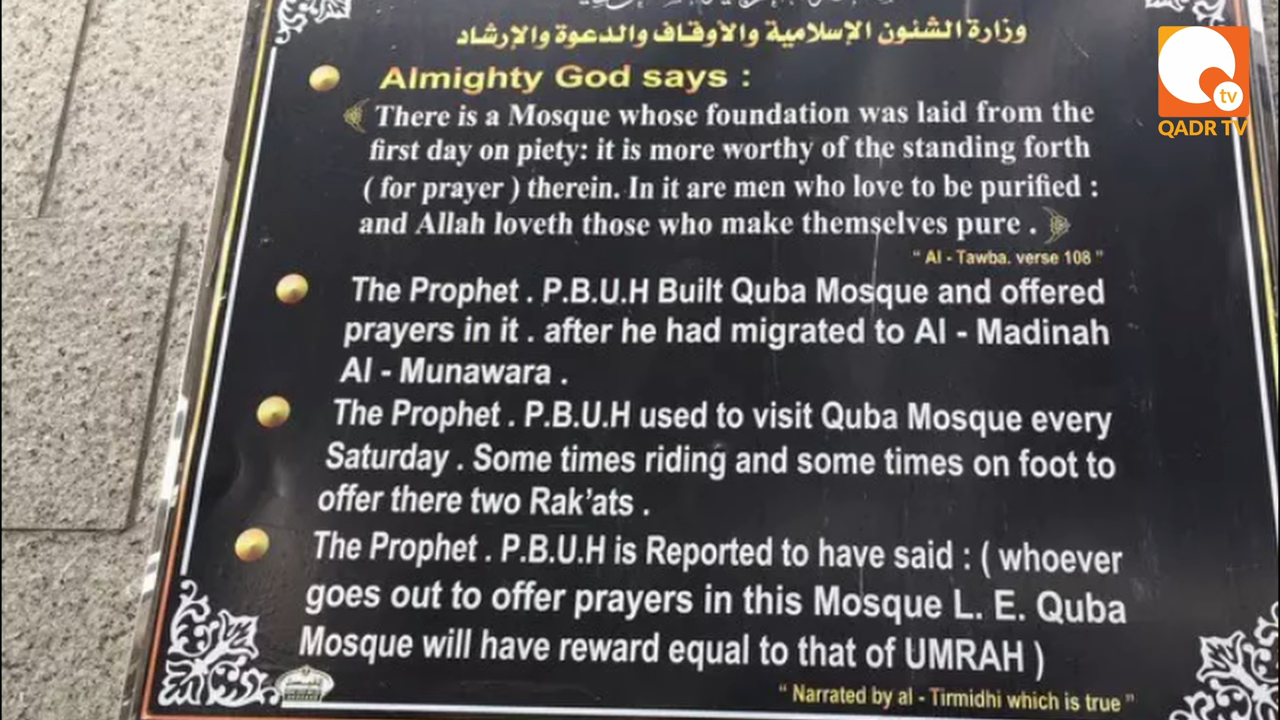 وزارة الشئون الإسلامية والأوقاف والدعوة والإرشاد
Almighty God says :
There is a Mosque whose foundation was laid from the
first day on piety: it is more worthy of the standing forth
( for prayer ) therein. In it are men who love to be purified :
and Allah loveth those who make themselves pure .
“ Al - Tawba. verse 108 ”
The Prophet . P.B.U.H Built Quba Mosque and offered
prayers in it . after he had migrated to Al - Madinah
Al - Munawara .
The Prophet . P.B.U.H used to visit Quba Mosque every
Saturday . Some times riding and some times on foot to
offer there two Rak’ats .
The Prophet . P.B.U.H is Reported to have said : ( whoever
goes out to offer prayers in this Mosque L. E. Quba
Mosque will have reward equal to that of UMRAH )
“ Narrated by al - Tirmidhi which is true ”
tv
QADR TV